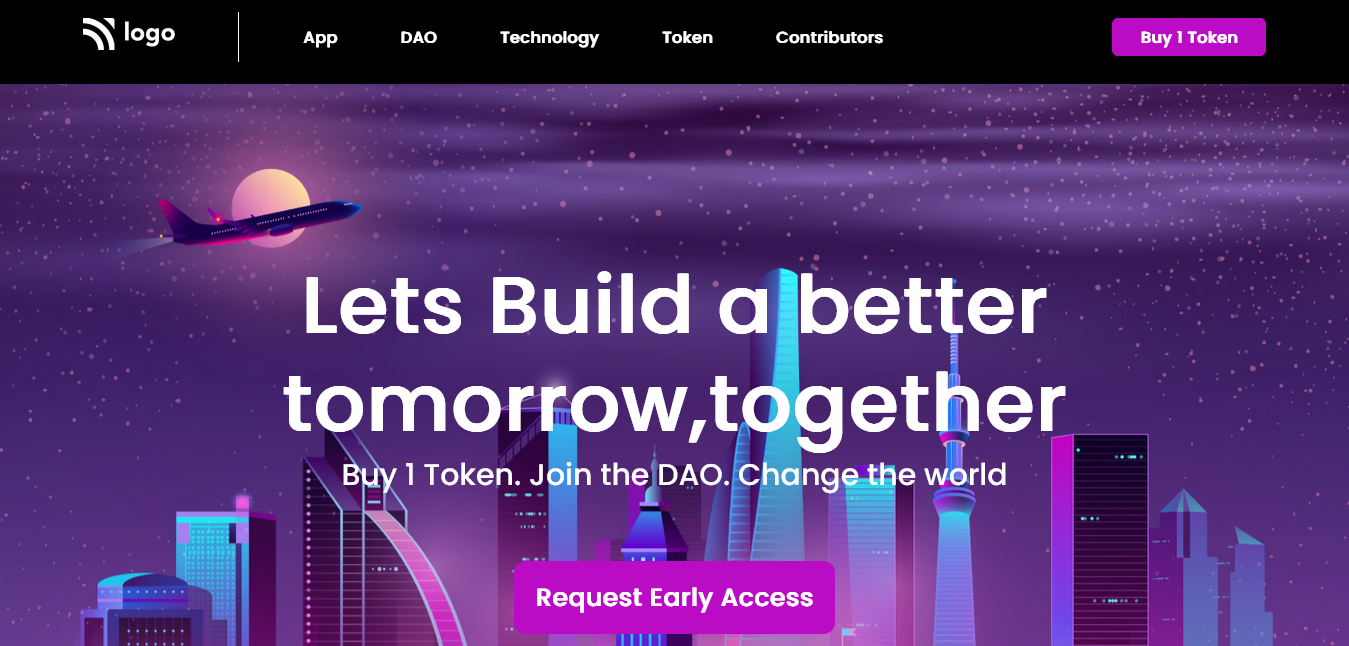 logo
App
DAO
Technology
Token
Contributors
Buy 1 Token
Lets Build a better
tomorrow,together
Buy 1 Token. Join the DAO. Change the world
Request Early Access